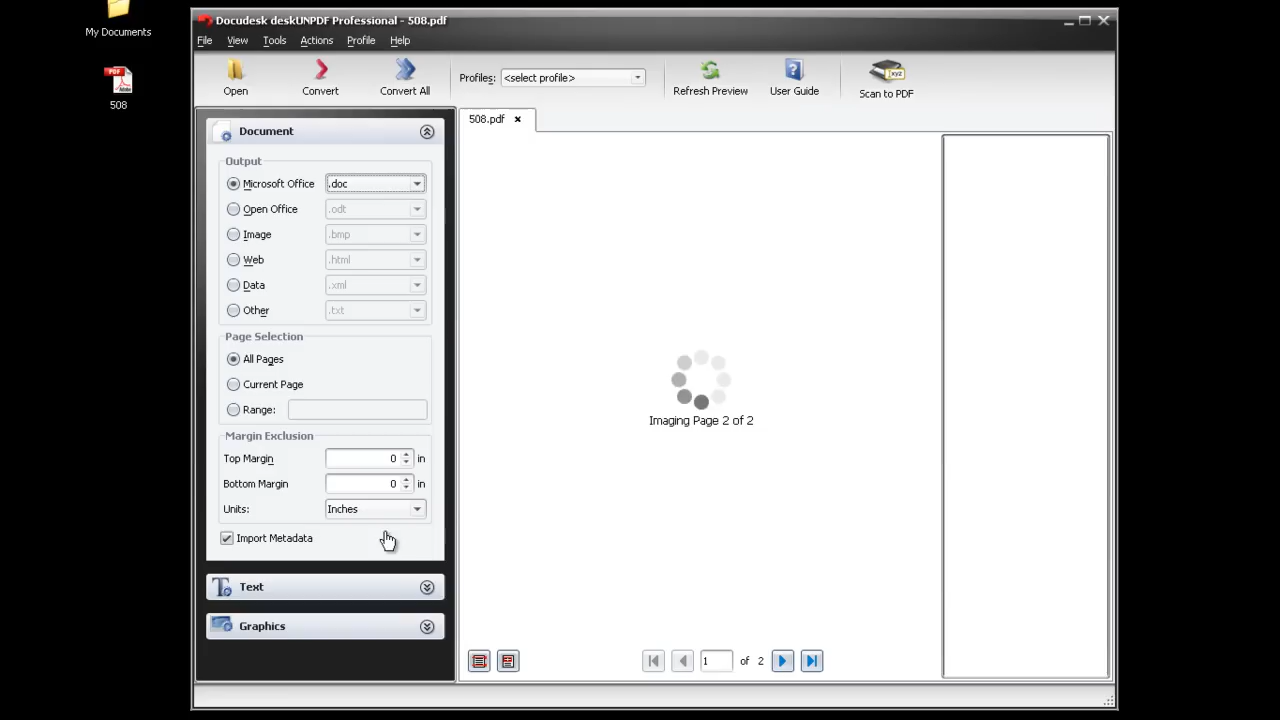 My Documents
PDF
Adobe
508
Docudesk deskUNPDF Professional - 508.pdf
File View Tools Actions Profile Help
Open Convert Convert All Profiles: <select profile> Refresh Preview User Guide xyz Scan to PDF
Document
508.pdf
Output
Microsoft Office .doc
Open Office .odt
Image .bmp
Web .html
Data .xml
Other .txt
Page Selection
All Pages
Current Page
Range:
Margin Exclusion
Top Margin 0 in
Bottom Margin 0 in
Units: Inches
Import Metadata
Text
Graphics
Imaging Page 2 of 2
1 of 2